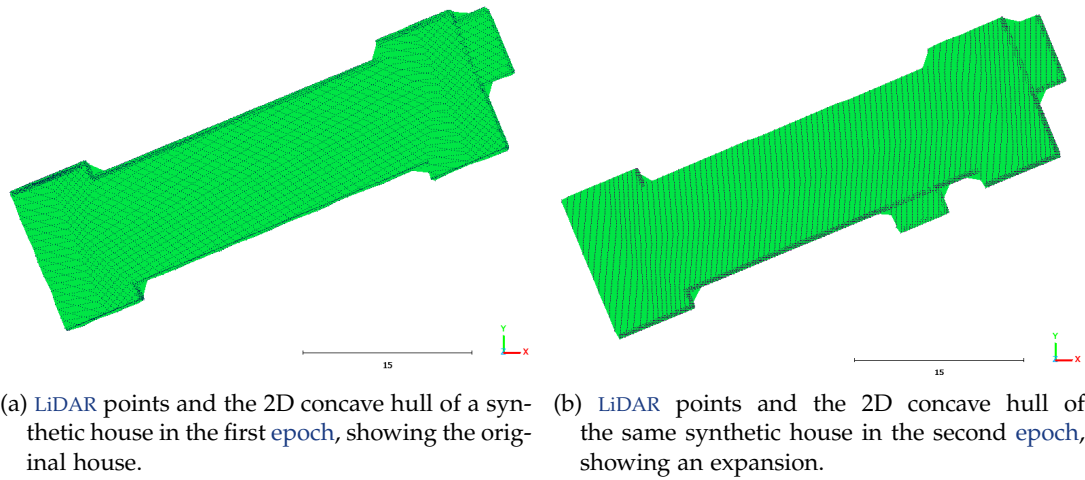 Y
Z
X
15
Y
Z
X
15
(a) LiDAR points and the 2D concave hull of a syn-
thetic house in the first epoch, showing the orig-
inal house.
(b) LiDAR points and the 2D concave hull of
the same synthetic house in the second epoch,
showing an expansion.